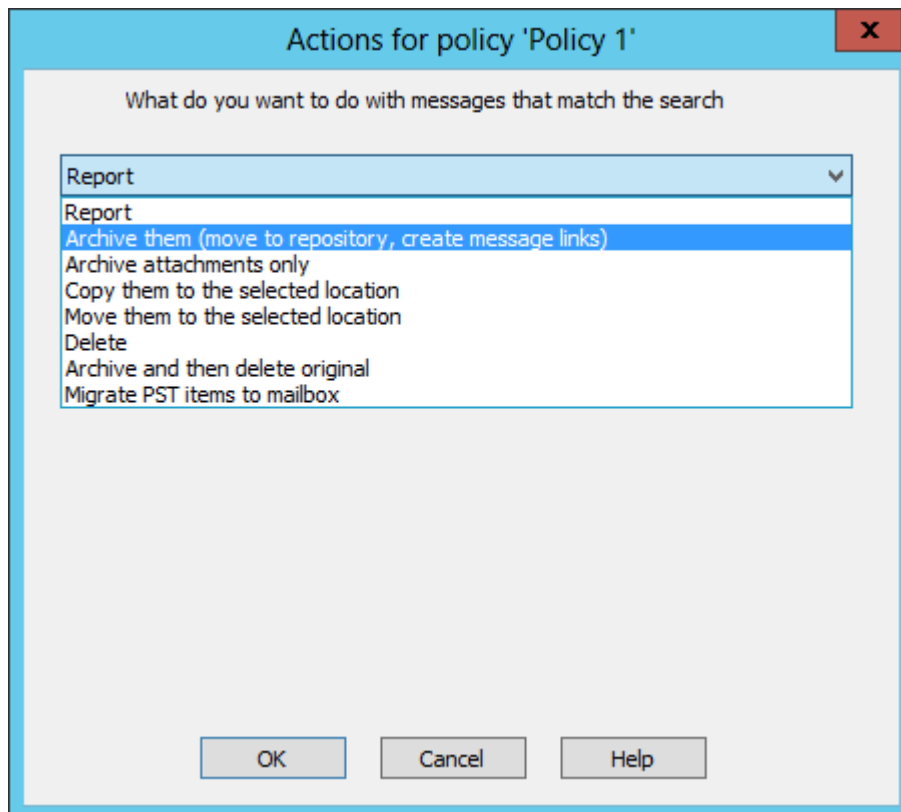 Actions for policy 'Policy 1'
x
What do you want to do with messages that match the search
Report
Report
Archive them (move to repository, create message links)
Archive attachments only
Copy them to the selected location
Move them to the selected location
Delete
Archive and then delete original
Migrate PST items to mailbox
OK Cancel Help